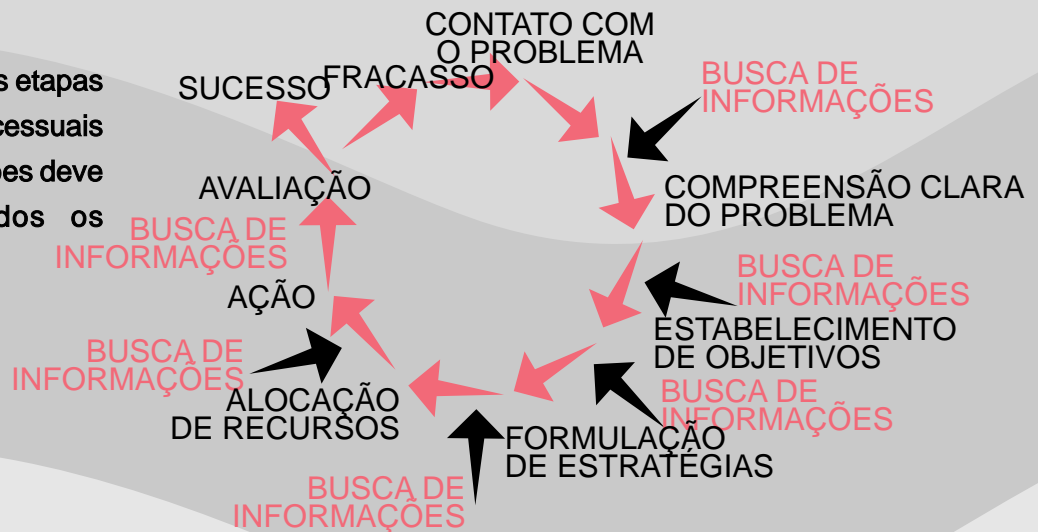 s etapas
cessuais
ões deve
dos os
CONTATO COM
O PROBLEMA
BUSCA DE
INFORMAÇÕES
COMPREENSÃO CLARA
DO PROBLEMA
BUSCA DE
INFORMAÇÕES
ESTABELECIMENTO
DE OBJETIVOS
BUSCA DE
INFORMAÇÕES
FORMULAÇÃO
DE ESTRATÉGIAS
BUSCA DE
INFORMAÇÕES
ALOCAÇÃO
DE RECURSOS
BUSCA DE
INFORMAÇÕES
AÇÃO
BUSCA DE
INFORMAÇÕES
AVALIAÇÃO
SUCESSO
FRACASSO